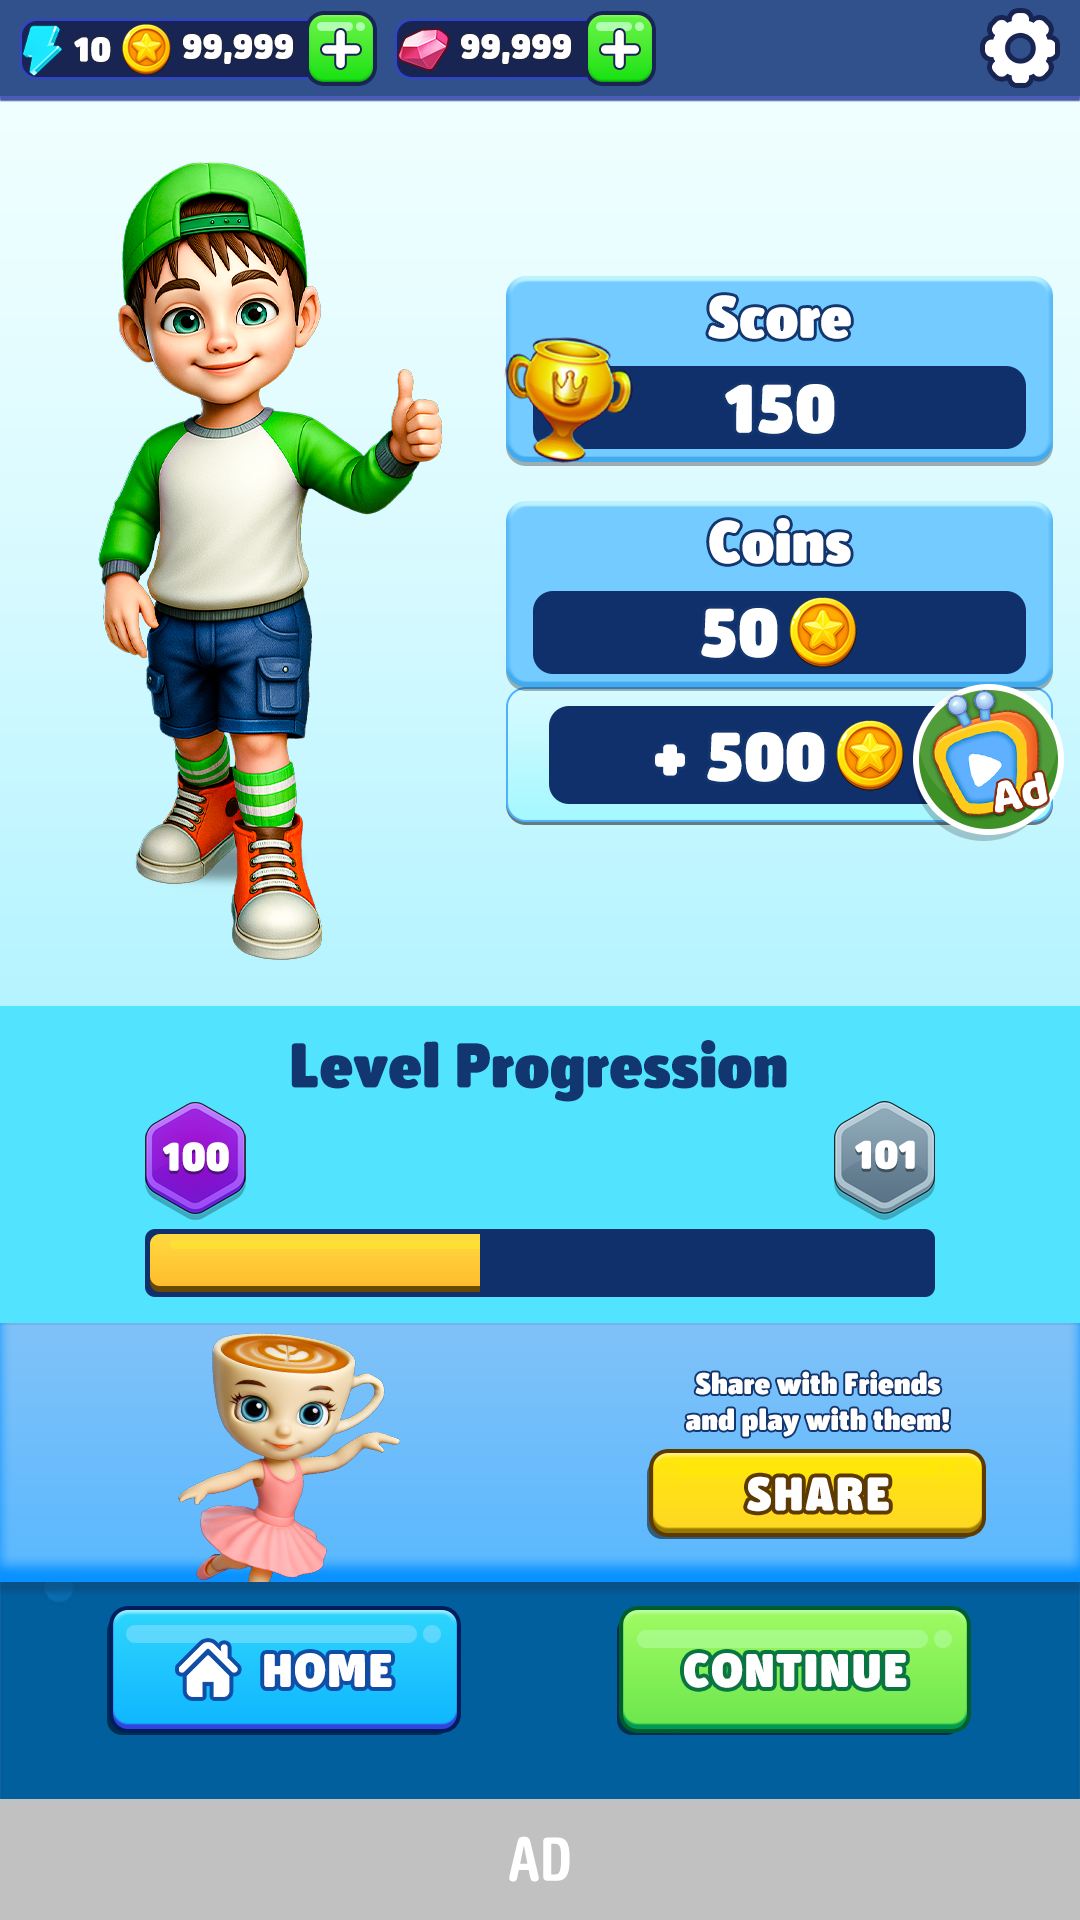 10 99,999 99,999
Score
150
Coins
50
+ 500
Ad
Level Progression
100 101
Share with Friends
and play with them!
SHARE
HOME CONTINUE
AD